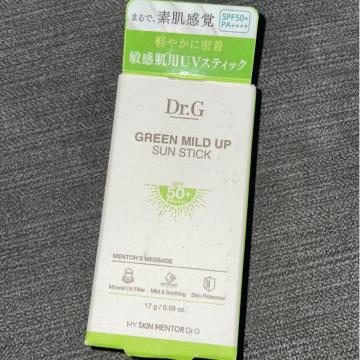 まるで、素肌感覚
SPF50+
PA++++
軽やかに密着
敏感肌用UVスティック
Dr.G
GREEN MILD UP
SUN STICK
SPF
50+
PA++++
MENTOR'S MESSAGE
Mineral UV Filter Mild & Soothing Skin Protection
17 g / 0.59 oz.
MY SKIN MENTOR Dr.G